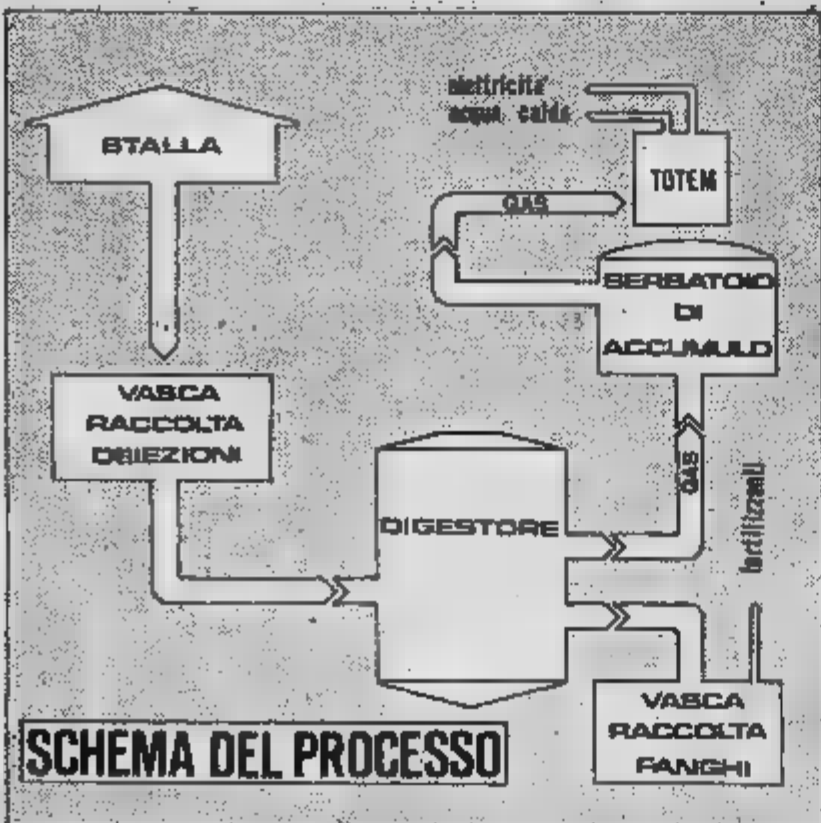 elettricita'
acqua calda
STALLA
TOTEM
GAS
SERBATOIO
DI
ACCUMULO
VASCA
RACCOLTA
DEIEZIONI
GAS
fertilizzanti
DIGESTORE
VASCA
RACCOLTA
FANGHI
SCHEMA DEL PROCESSO